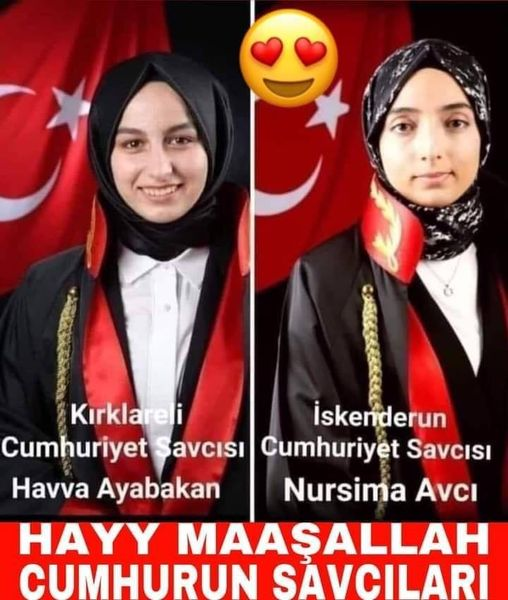 Kırklareli
Cumhuriyet Savcısı
Havva Ayabakan
İskenderun
Cumhuriyet Savcısı
Nursima Avcı
HAYY MAAŞALLAH
CUMHURUN SAVCILARI